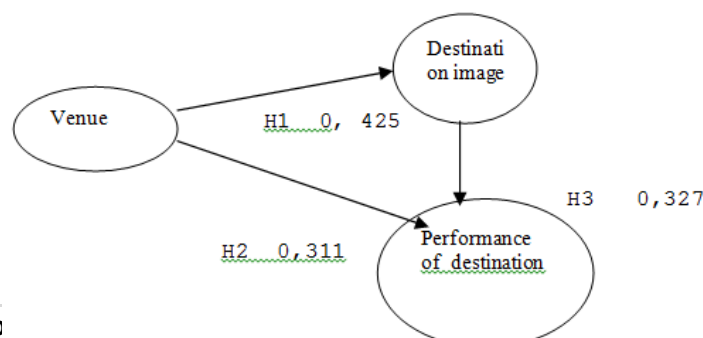 Destinati
on image
Venue
H1 0, 425
H3 0,327
Performance
of destination
H2 0,311